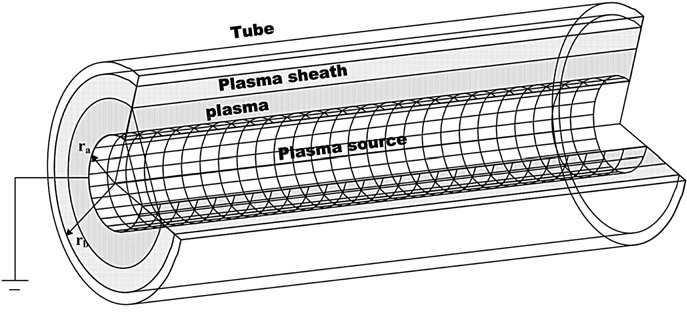 Tube
Plasma sheath
plasma
Plasma source
ra
rb